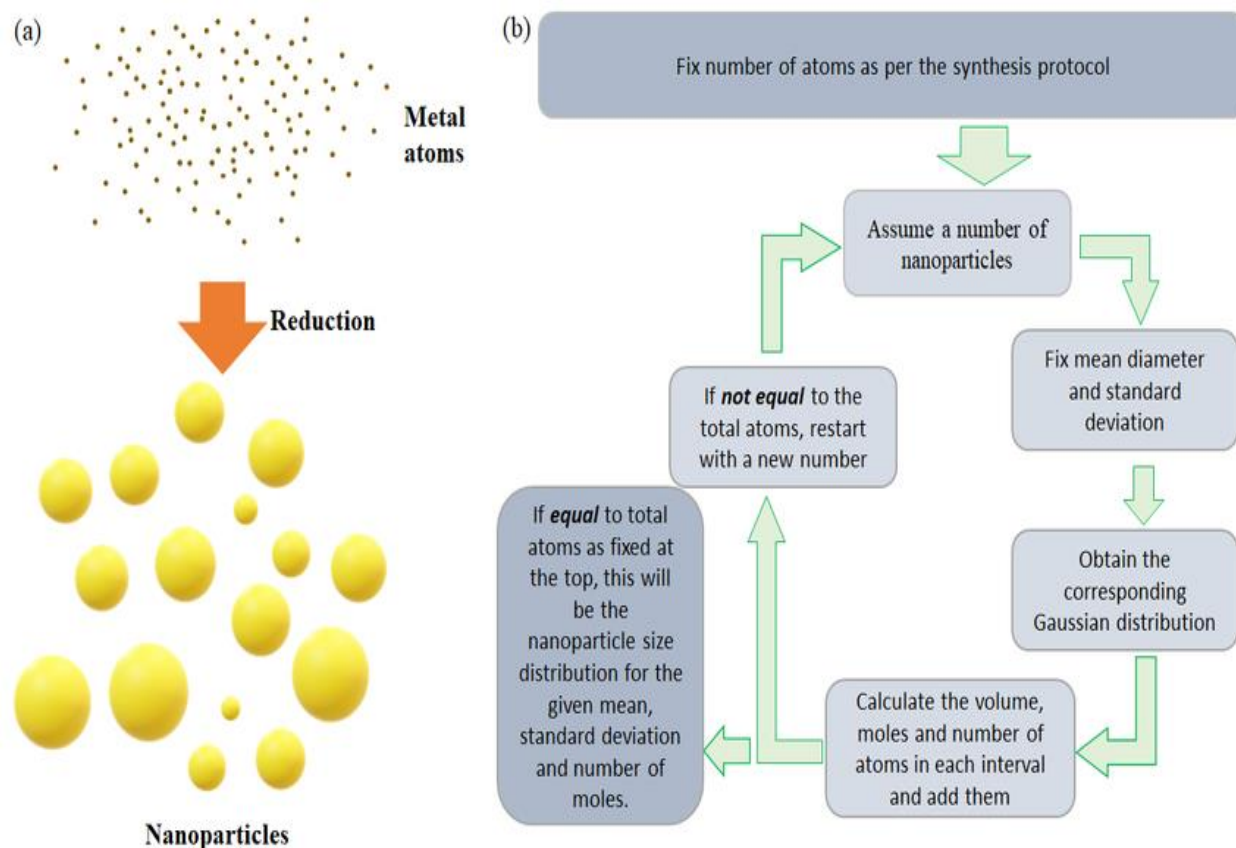 (a)
Metal
atoms
Reduction
Nanoparticles
(b)
Fix number of atoms as per the synthesis protocol
Assume a number of
nanoparticles
Fix mean diameter
and standard
deviation
Obtain the
corresponding
Gaussian distribution
Calculate the volume,
moles and number of
atoms in each interval
and add them
If not equal to the
total atoms, restart
with a new number
If equal to total
atoms as fixed at
the top, this will
be the
nanoparticle size
distribution for the
given mean,
standard deviation
and number of
moles.